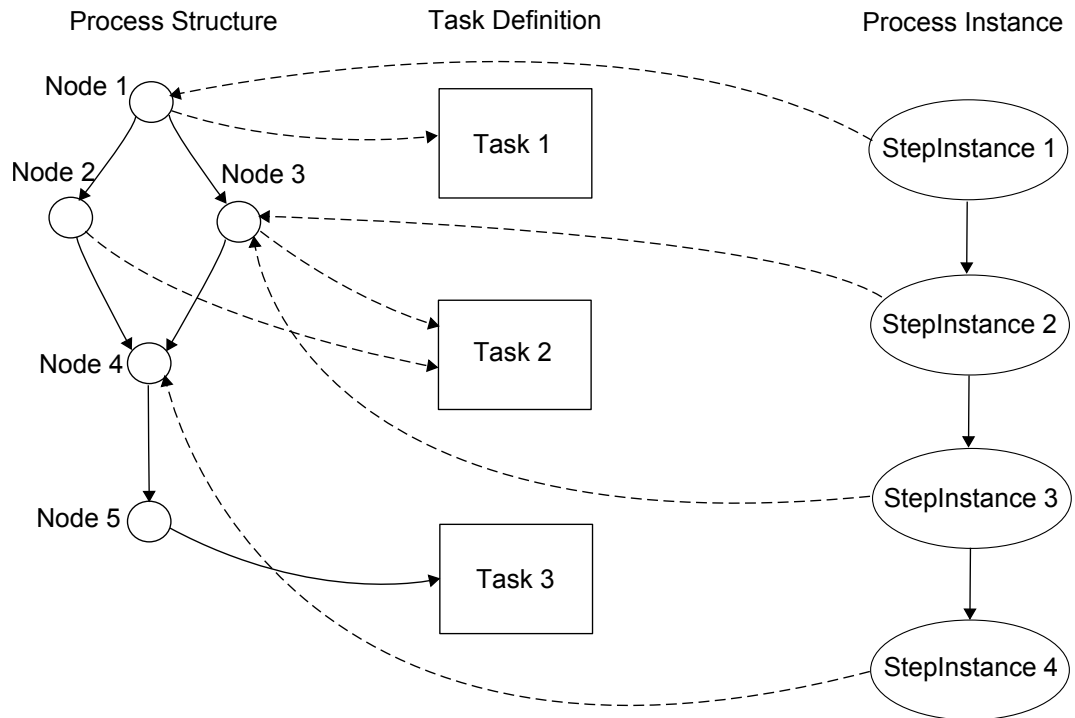 Process Structure
Task Definition
Process Instance
Node 1
Task 1
StepInstance 1
Node 2
Node 3
StepInstance 2
Node 4
Task 2
StepInstance 3
Node 5
Task 3
StepInstance 4